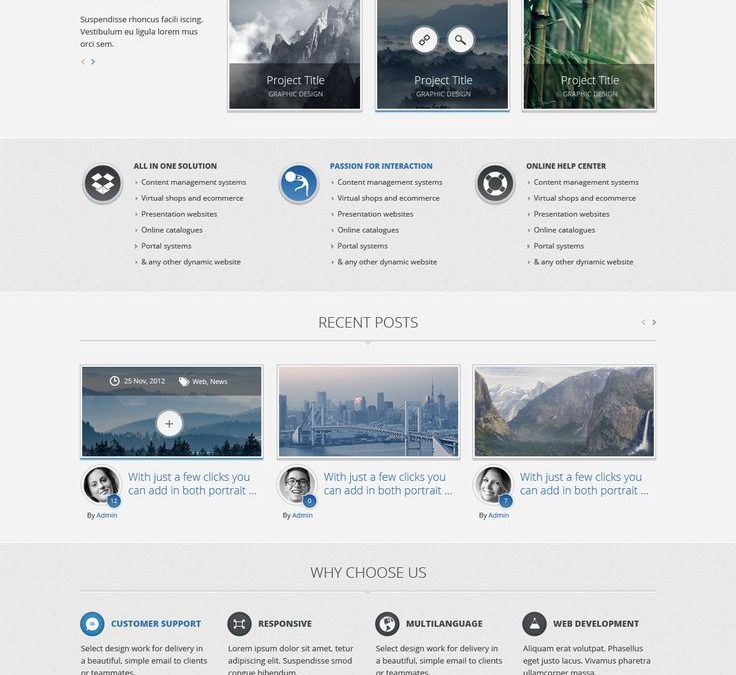 Suspendisse rhoncus facili iscing.
Vestibulum eu ligula lorem mus
orci sem.
Project Title
GRAPHIC DESIGN
Project Title
GRAPHIC DESIGN
Project Title
GRAPHIC DESIGN
ALL IN ONE SOLUTION
Content management systems
Virtual shops and ecommerce
Presentation websites
Online catalogues
Portal systems
& any other dynamic website
PASSION FOR INTERACTION
Content management systems
Virtual shops and ecommerce
Presentation websites
Online catalogues
Portal systems
& any other dynamic website
ONLINE HELP CENTER
Content management systems
Virtual shops and ecommerce
Presentation websites
Online catalogues
Portal systems
& any other dynamic website
RECENT POSTS
25 Nov, 2012 Web, News
With just a few clicks you
can add in both portrait ...
12
By Admin
With just a few clicks you
can add in both portrait ...
0
By Admin
With just a few clicks you
can add in both portrait ...
7
By Admin
WHY CHOOSE US
CUSTOMER SUPPORT
Select design work for delivery in
a beautiful, simple email to clients
or teammates.
RESPONSIVE
Lorem ipsum dolor sit amet, tetur
adipiscing elit. Suspendisse smod
congue bibendum.
MULTILANGUAGE
Select design work for delivery in
a beautiful, simple email to clients
or teammates.
WEB DEVELOPMENT
Aliquam erat volutpat. Phasellus
eget justo lacus. Vivamus pharetra
ullamcorper massa.